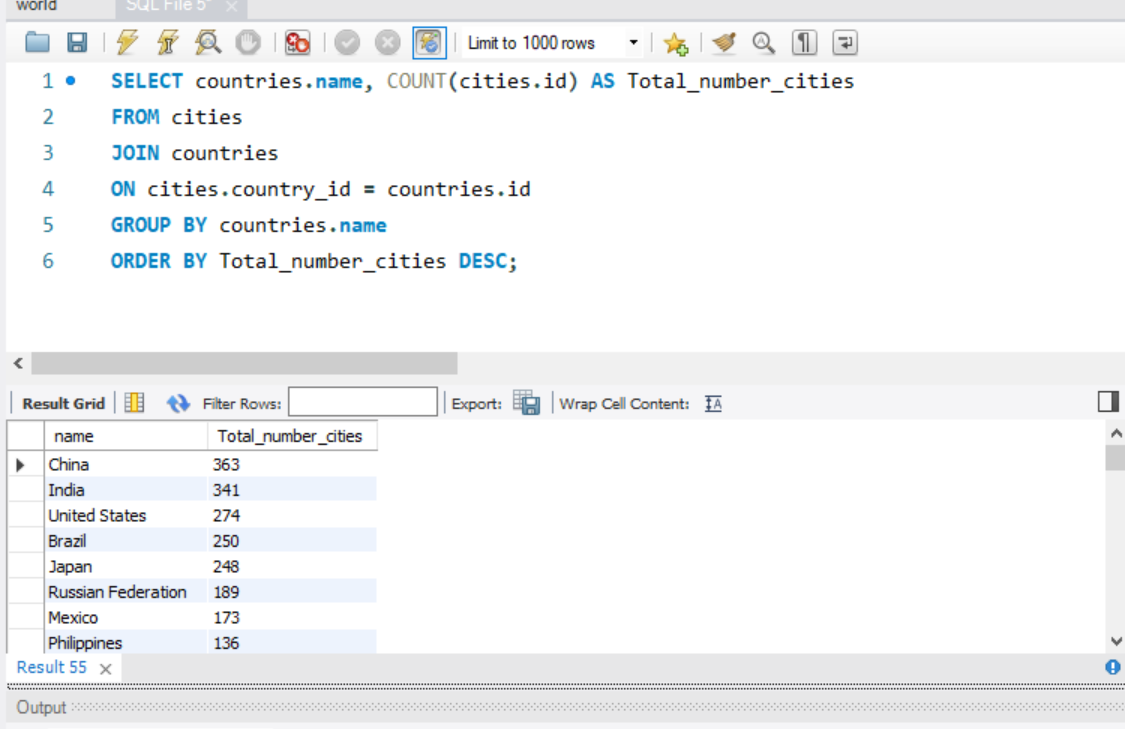 world SQL File 5*
Limit to 1000 rows
1 SELECT countries.name, COUNT(cities.id) AS Total_number_cities
2 FROM cities
3 JOIN countries
4 ON cities.country_id = countries.id
5 GROUP BY countries.name
6 ORDER BY Total_number_cities DESC;
Result Grid Filter Rows: Export: Wrap Cell Content:
name Total_number_cities
China 363
India 341
United States 274
Brazil 250
Japan 248
Russian Federation 189
Mexico 173
Philippines 136
Result 55
Output